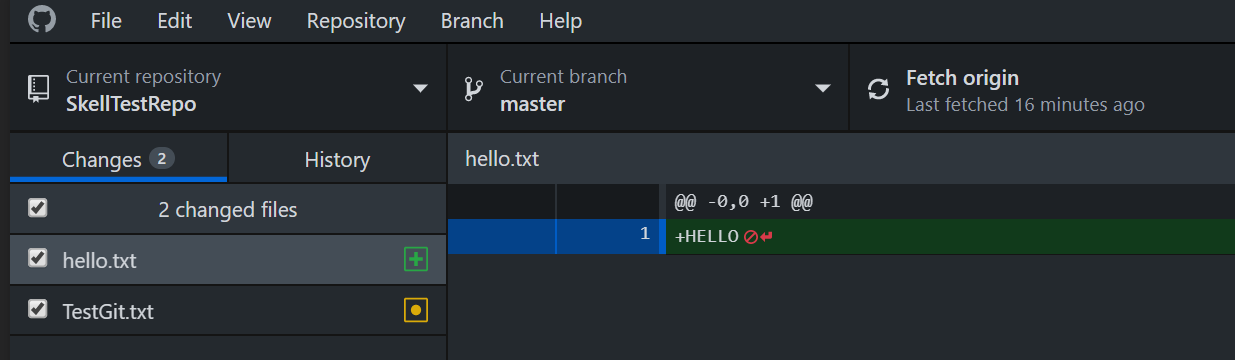 File Edit View Repository Branch Help
Current repository
SkellTestRepo
Current branch
master
Fetch origin
Last fetched 16 minutes ago
Changes 2
History
2 changed files
hello.txt
TestGit.txt
hello.txt
@@ -0,0 +1 @@
1 +HELLO